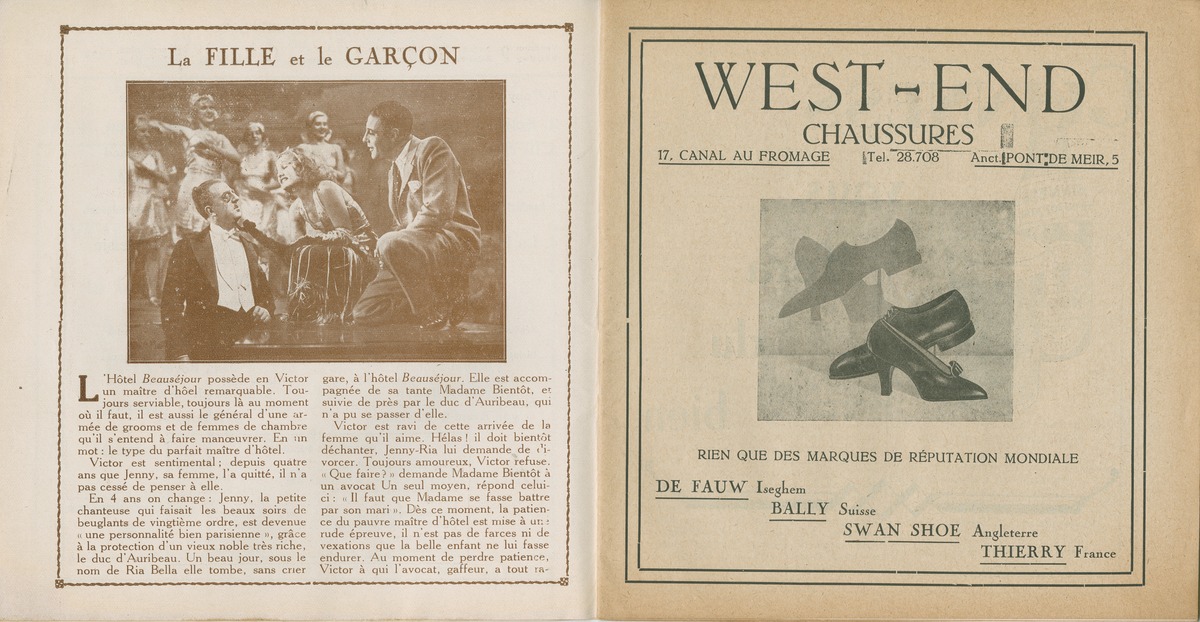 La FILLE et le GARÇON
L'Hôtel Beauséjour possède en Victor
un maître d'hôel remarquable. Tou-
jours serviable, toujours là au moment
où il faut, il est aussi le général d'une ar-
mée de grooms et de femmes de chambre
qu'il s'entend à faire manœuvrer. En un
mot : le type du parfait maître d'hôtel.
Victor est sentimental ; depuis quatre
ans que Jenny, sa femme, l'a quitté, il n'a
pas cessé de penser à elle.
En 4 ans on change : Jenny, la petite
chanteuse qui faisait les beaux soirs de
beuglants de vingtième ordre, est devenue
« une personnalité bien parisienne », grâce
à la protection d'un vieux noble très riche,
le duc d'Auribeau. Un beau jour, sous le
nom de Ria Bella elle tombe, sans crier
gare, à l'hôtel Beauséjour. Elle est accom-
pagnée de sa tante Madame Bientôt, et
suivie de près par le duc d'Auribeau, qui
n'a pu se passer d'elle.
Victor est ravi de cette arrivée de la
femme qu'il aime. Hélas ! il doit bientôt
déchanter, Jenny-Ria lui demande de di-
vorcer. Toujours amoureux, Victor refuse.
« Que faire? » demande Madame Bientôt à
un avocat Un seul moyen, répond celui-
ci : « Il faut que Madame se fasse battre
par son mari ». Dès ce moment, la patien-
ce du pauvre maître d'hôtel est mise à une
rude épreuve, il n'est pas de farces ni de
vexations que la belle enfant ne lui fasse
endurer. Au moment de perdre patience,
Victor à qui l'avocat, gaffeur, a tout ra-
WEST-END
CHAUSSURES
17, CANAL AU FROMAGE Tel. 28.708 Anct. PONT DE MEIR, 5
RIEN QUE DES MARQUES DE RÉPUTATION MONDIALE
DE FAUW Iseghem
BALLY Suisse
SWAN SHOE Angleterre
THIERRY France